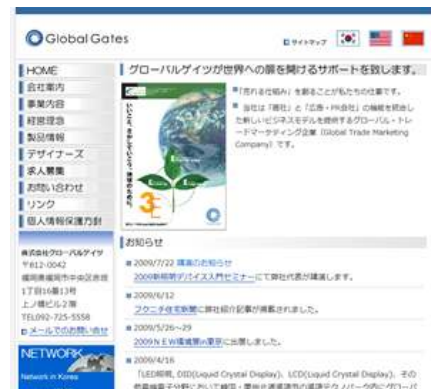 Global Gates
サイトマップ
HOME
会社案内
事業内容
経営理念
製品情報
デザイナーズ
求人募集
お問い合わせ
リンク
個人情報保護方針
株式会社グローバルゲイツ
〒812-0042
福岡県福岡市中央区赤坂
1丁目16番13号
上ノ橋ビル2階
TEL092-725-5558
メールでのお問い合せ
NETWORK
Network in Korea
グローバルゲイツが世界への扉を開けるサポートを致します。
「売れる仕組み」を創ることが私たちの仕事です。
当社は「商社」と「広告・PR会社」の機能を統合し
た新しいビジネスモデルを提供するグローバル・トレ
ードマーケティング企業（Global Trade Marketing
Company）です。
3
お知らせ
2009/7/22 講演のお知らせ
2009新照明デバイス入門セミナーにて弊社代表が講演します。
2009/6/12
フクニチ住宅新聞に弊社紹介記事が掲載されました。
2009/5/26～29
2009ＮＥＷ環境展in東京に出展しました。
2009/4/16
「LED照明, DID(Liquid Crystal Display)、LCD(Liquid Crystal Display)、その